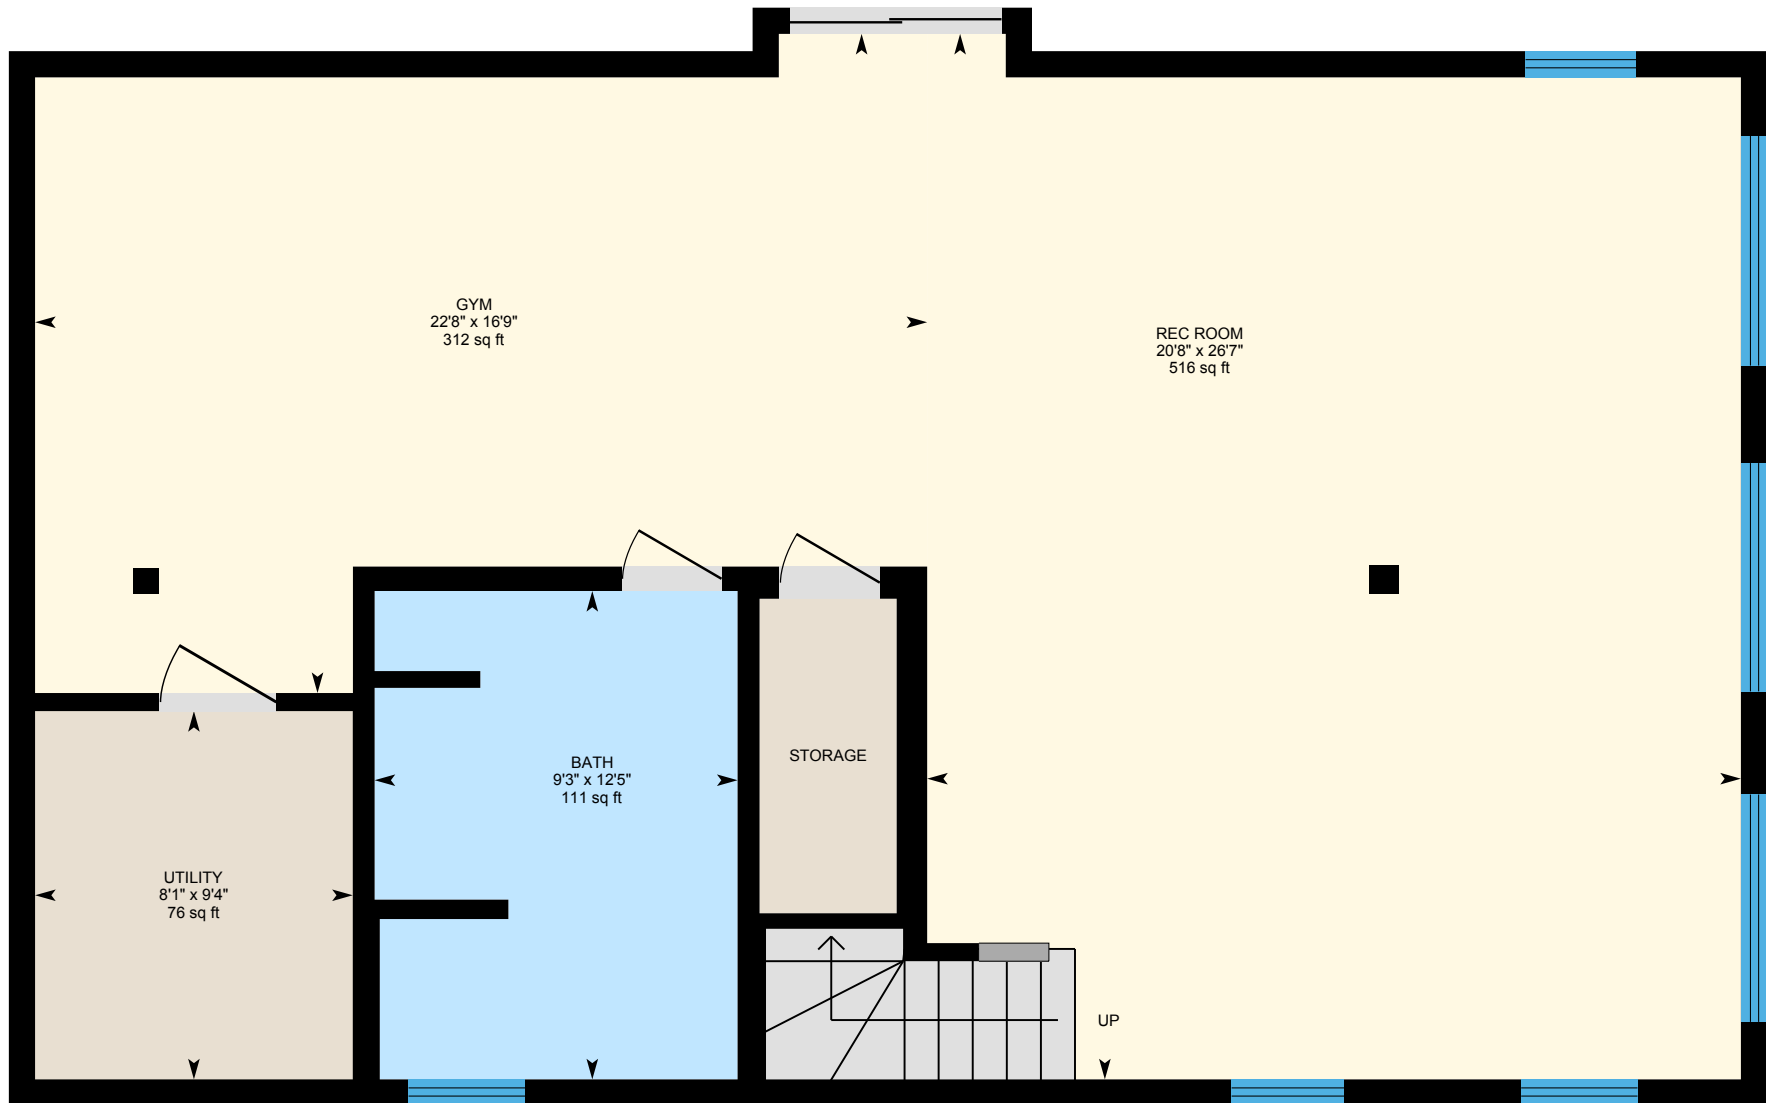 GYM
22'8" x 16'9"
312 sq ft
REC ROOM
20'8" x 26'7"
516 sq ft
STORAGE
BATH
9'3" x 12'5"
111 sq ft
UTILITY
8'1" x 9'4"
76 sq ft
UP